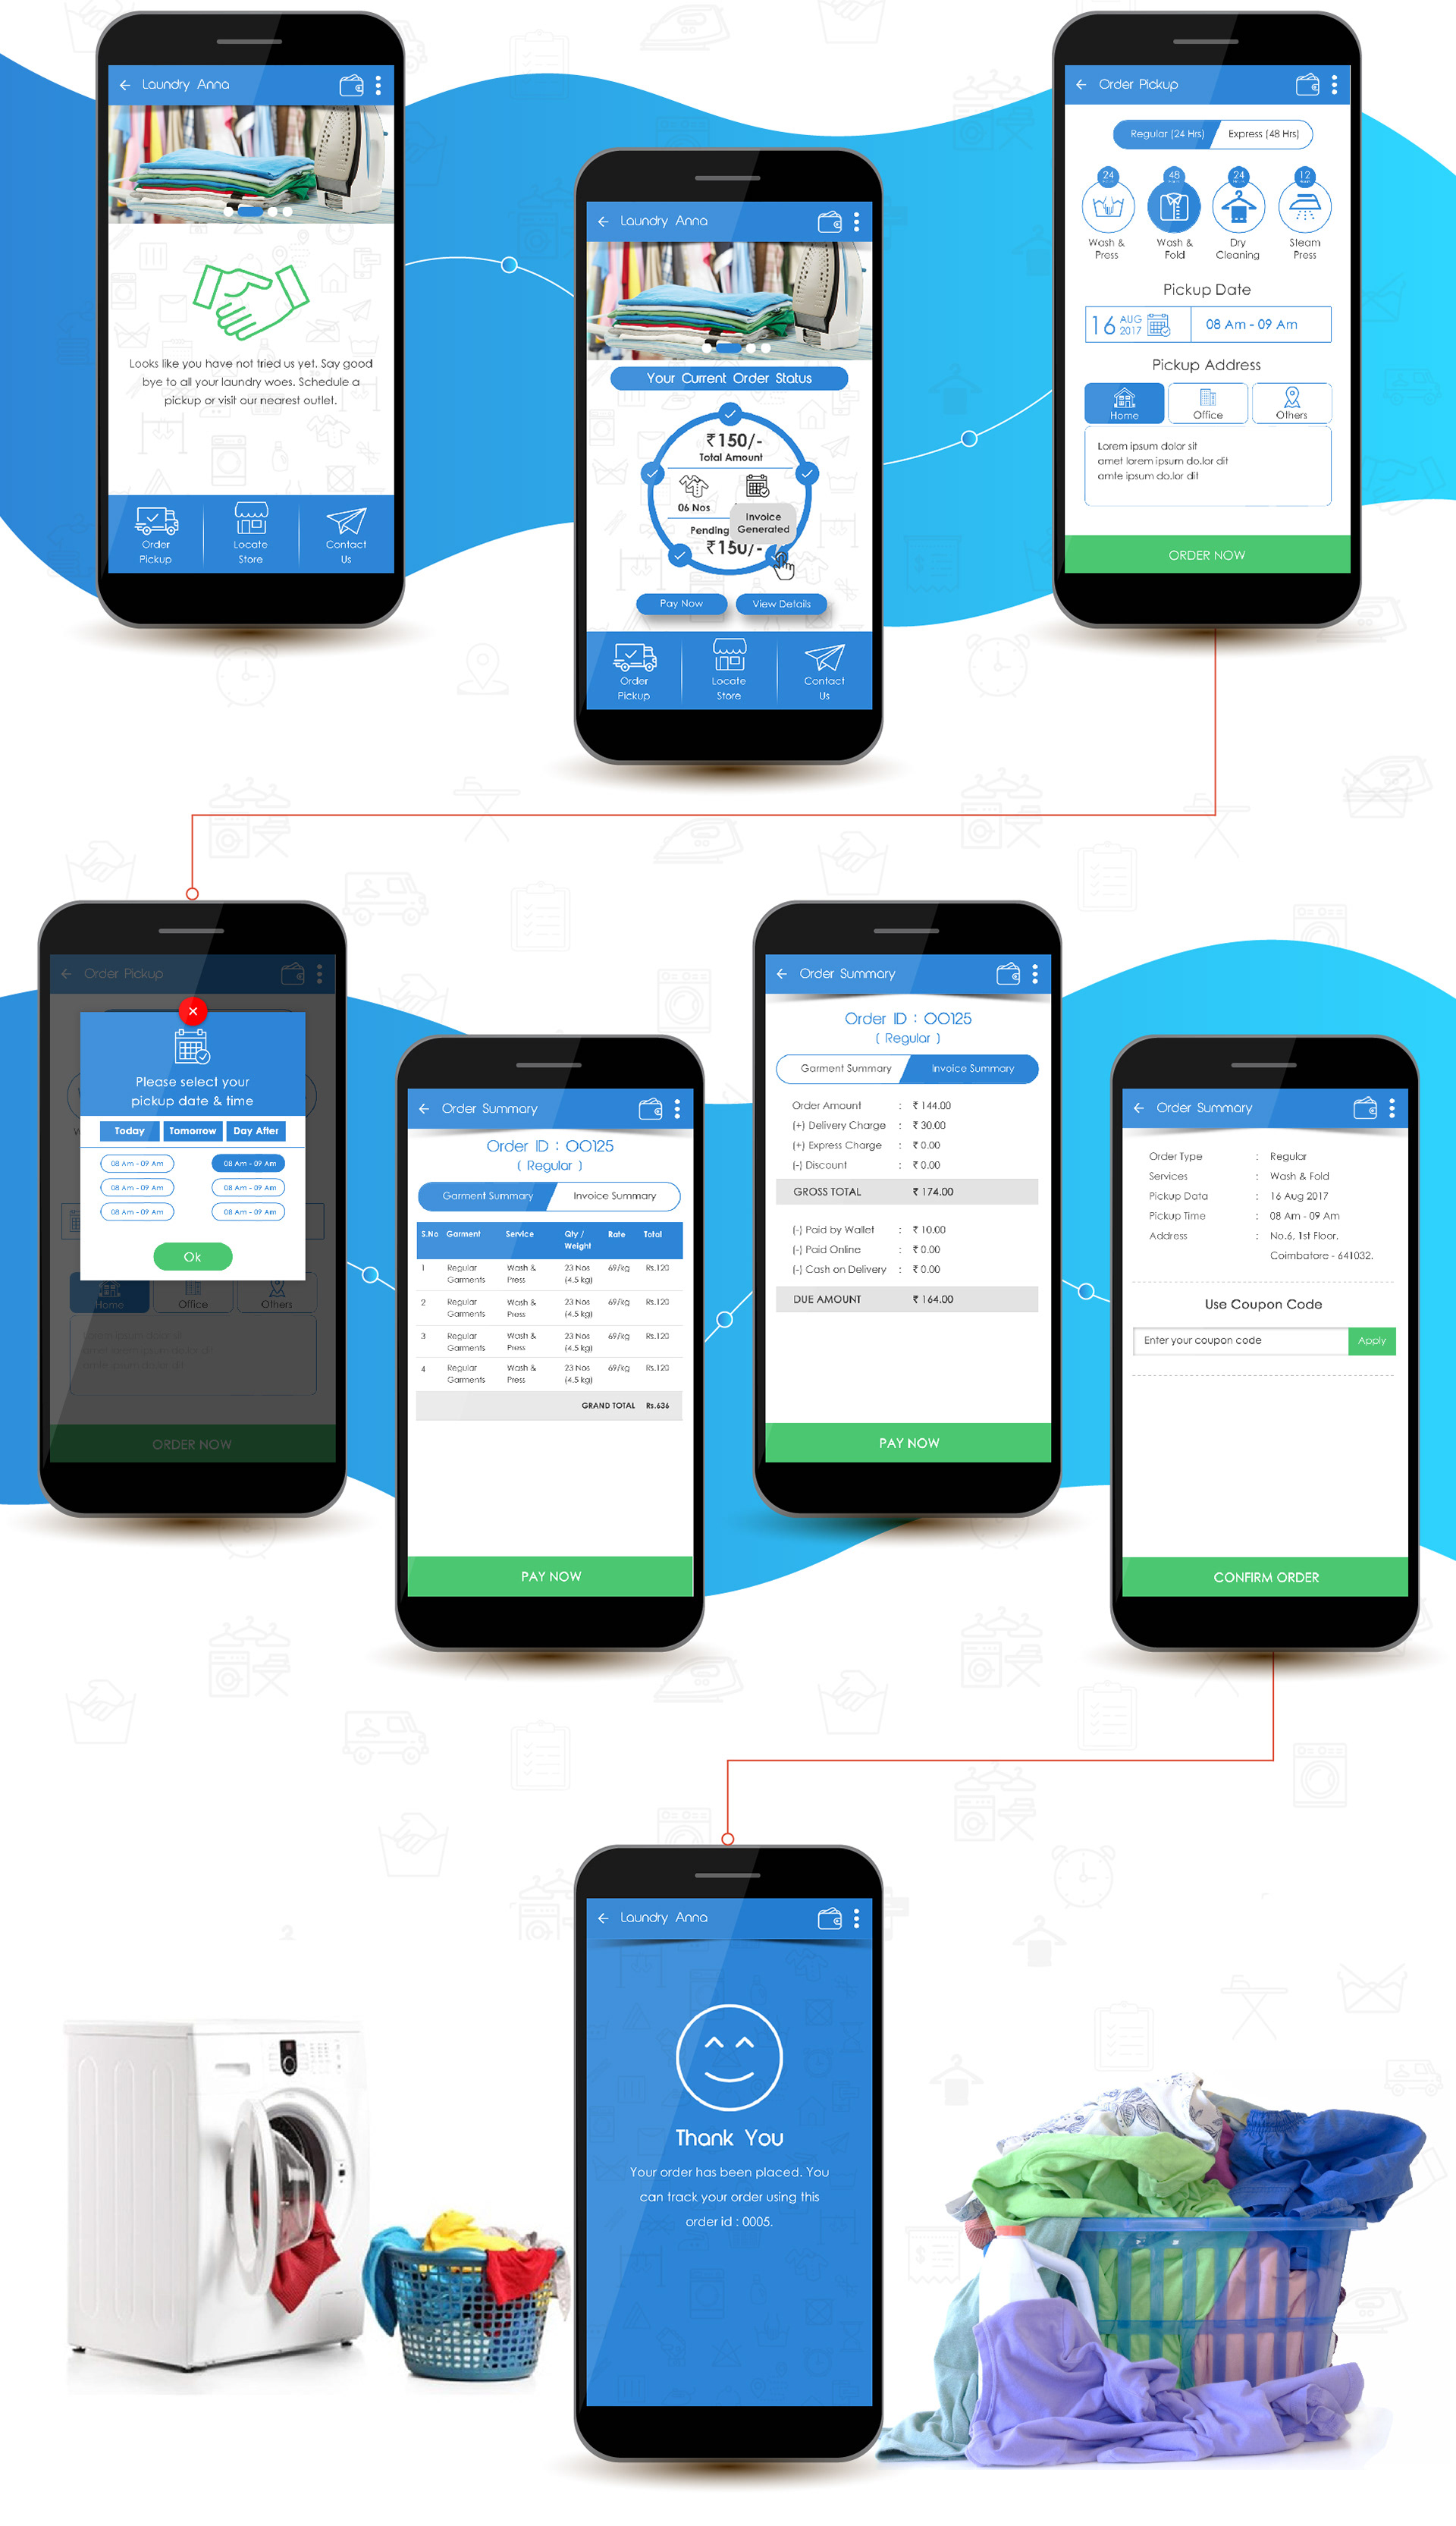 Laundry Anna
Looks like you have not tried us yet. Say good
bye to all your laundry woes. Schedule a
pickup or visit our nearest outlet.
Order
Pickup
Locate
Store
Contact
Us
Laundry Anna
Your Current Order Status
₹150/-
Total Amount
06 Nos
Invoice
Generated
Pending
₹150/-
Pay Now
View Details
Order
Pickup
Locate
Store
Contact
Us
Order Pickup
Regular (24 Hrs)
Express (48 Hrs)
24
48
24
12
Wash &
Press
Wash &
Fold
Dry
Cleaning
Steam
Press
Pickup Date
16 AUG
2017
08 Am - 09 Am
Pickup Address
Home
Office
Others
Lorem ipsum dolor sit
amet lorem ipsum do.lor dit
amte ipsum do.lor dit
ORDER NOW
Order Pickup
Please select your
pickup date & time
Today
Tomorrow
Day After
08 Am - 09 Am 08 Am - 09 Am
08 Am - 09 Am 08 Am - 09 Am
08 Am - 09 Am 08 Am - 09 Am
Ok
Home
Office
Others
ORDER NOW
Order Summary
Order ID : OO125
( Regular )
Garment Summary
Invoice Summary
S.No Garment Service Qty / Rate Total
Weight
1 Regular Wash & 23 Nos 69/kg Rs.120
Garments Press (4.5 kg)
2 Regular Wash & 23 Nos 69/kg Rs.120
Garments Press (4.5 kg)
3 Regular Wash & 23 Nos 69/kg Rs.120
Garments Press (4.5 kg)
4 Regular Wash & 23 Nos 69/kg Rs.120
Garments Press (4.5 kg)
GRAND TOTAL Rs.636
PAY NOW
Order Summary
Order ID : OO125
( Regular )
Garment Summary
Invoice Summary
Order Amount : ₹ 144.00
(+) Delivery Charge : ₹ 30.00
(+) Express Charge : ₹ 0.00
(-) Discount : ₹ 0.00
GROSS TOTAL ₹ 174.00
(-) Paid by Wallet : ₹ 10.00
(-) Paid Online : ₹ 0.00
(-) Cash on Delivery : ₹ 0.00
DUE AMOUNT ₹ 164.00
PAY NOW
Order Summary
Order Type : Regular
Services : Wash & Fold
Pickup Data : 16 Aug 2017
Pickup Time : 08 Am - 09 Am
Address : No.6, 1st Floor,
Coimbatore - 641032.
Use Coupon Code
Enter your coupon code
Apply
CONFIRM ORDER
Laundry Anna
Thank You
Your order has been placed. You
can track your order using this
order id : 0005.